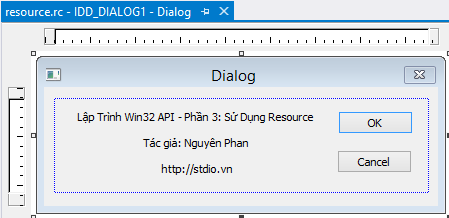 resource.rc - IDD_DIALOG1 - Dialog
Dialog
Lập Trình Win32 API - Phần 3: Sử Dụng Resource
OK
Tác giả: Nguyên Phan
Cancel
http://stdio.vn